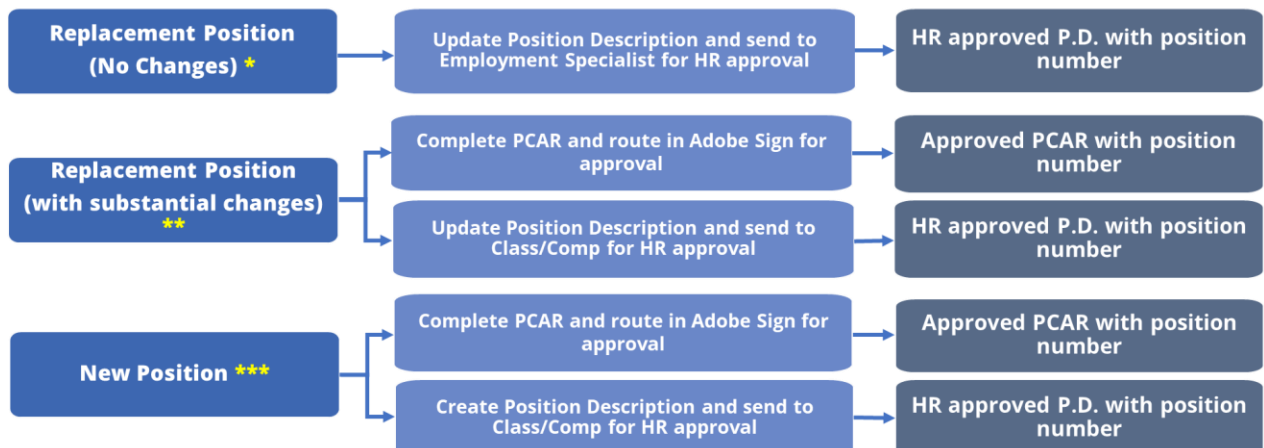 Replacement Position
(No Changes) *
Update Position Description and send to
Employment Specialist for HR approval
HR approved P.D. with position
number
Replacement Position
(with substantial changes)
**
Complete PCAR and route in Adobe Sign for
approval
Approved PCAR with position
number
Update Position Description and send to
Class/Comp for HR approval
HR approved P.D. with position
number
New Position ***
Complete PCAR and route in Adobe Sign for
approval
Approved PCAR with position
number
Create Position Description and send to
Class/Comp for HR approval
HR approved P.D. with position
number